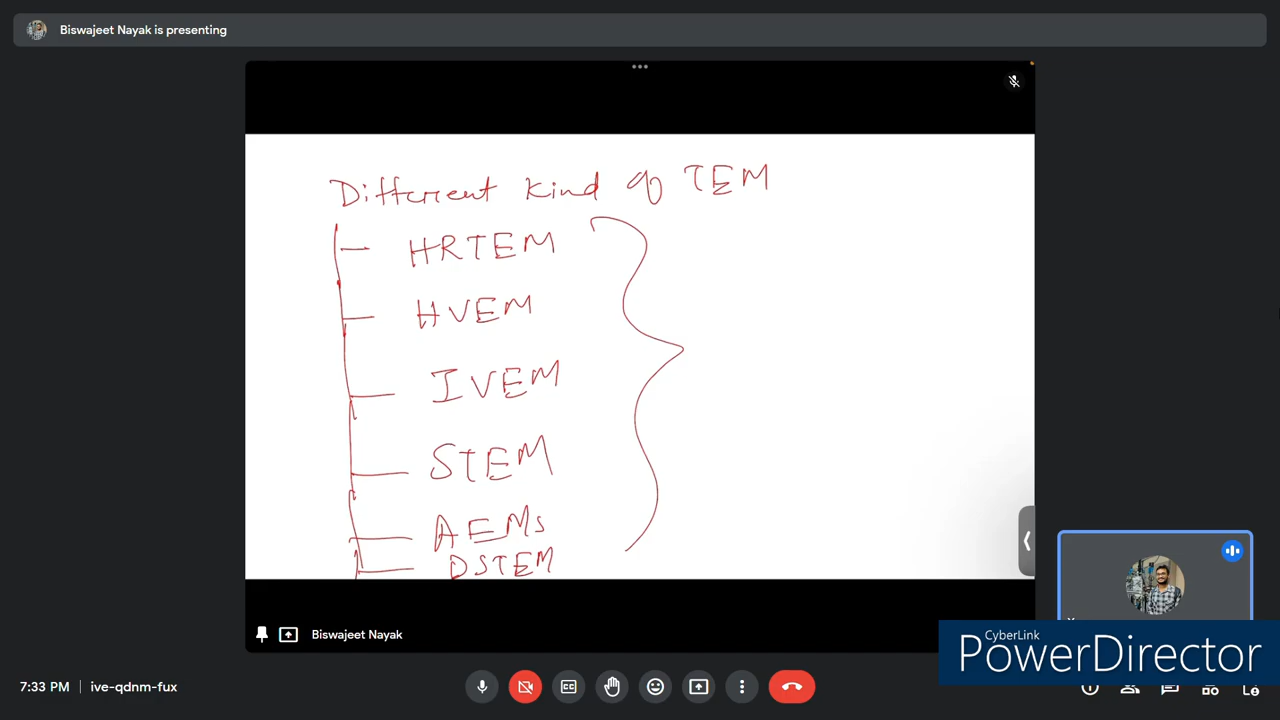 Biswajeet Nayak is presenting
Different Kind of TEM
HRTEM
HVEM
IVEM
STEM
AEMs
DSTEM
Biswajeet Nayak
CyberLink
PowerDirector
7:33 PM | ive-qdnm-fux